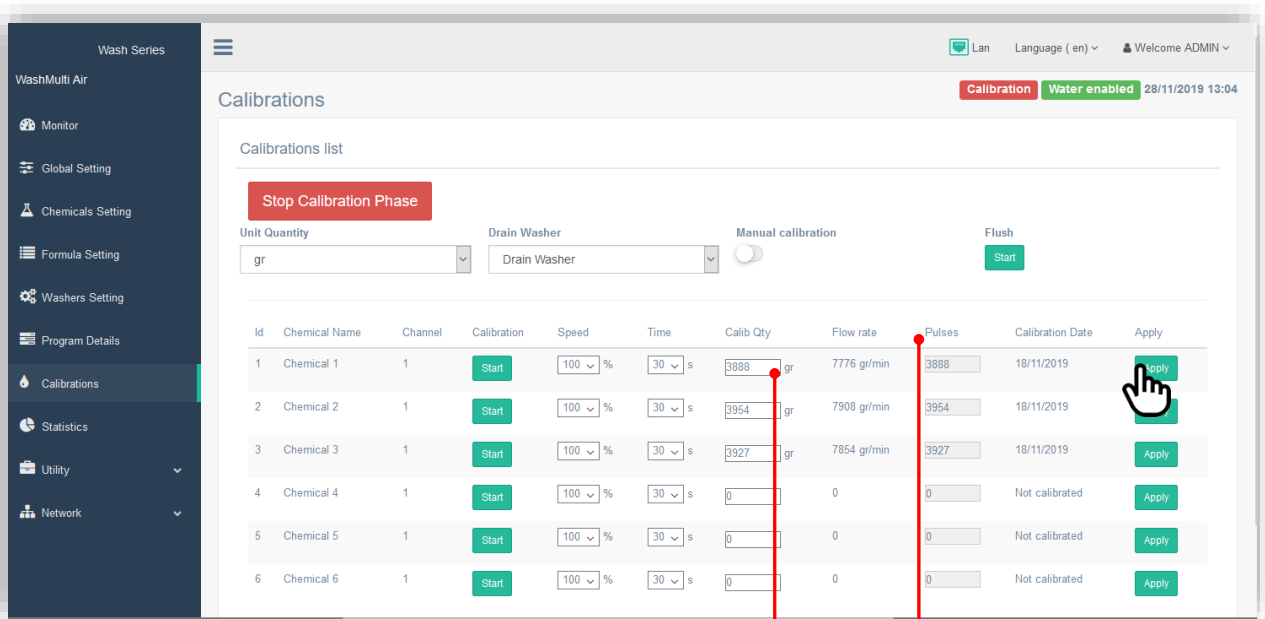 Wash Series
Lan Language ( en) Welcome ADMIN
WashMulti Air
Calibration Water enabled 28/11/2019 13:04
Calibrations
Monitor
Global Setting
Chemicals Setting
Formula Setting
Washers Setting
Program Details
Calibrations
Statistics
Utility
Network
Calibrations list
Stop Calibration Phase
Unit Quantity Drain Washer Manual calibration Flush
gr Drain Washer Start
Id Chemical Name Channel Calibration Speed Time Calib Qty Flow rate Pulses Calibration Date Apply
1 Chemical 1 1 Start 100 % 30 s 3888 gr 7776 gr/min 3888 18/11/2019 Apply
2 Chemical 2 1 Start 100 % 30 s 3954 gr 7908 gr/min 3954 18/11/2019
3 Chemical 3 1 Start 100 % 30 s 3927 gr 7854 gr/min 3927 18/11/2019 Apply
4 Chemical 4 1 Start 100 % 30 s 0 0 0 Not calibrated Apply
5 Chemical 5 1 Start 100 % 30 s 0 0 0 Not calibrated Apply
6 Chemical 6 1 Start 100 % 30 s 0 0 0 Not calibrated Apply